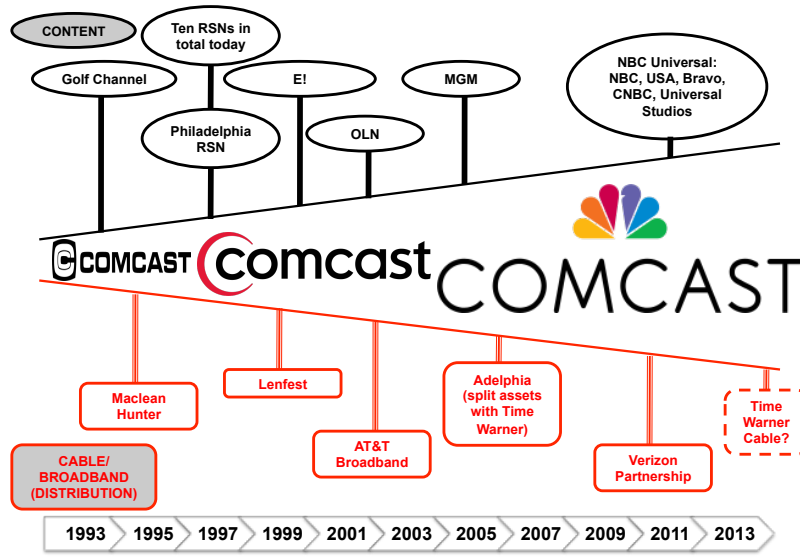 CONTENT
Ten RSNs in
total today
Golf Channel
E!
MGM
NBC Universal:
NBC, USA, Bravo,
CNBC, Universal
Studios
Philadelphia
RSN
OLN
COMCAST
comcast
COMCAST
Maclean
Hunter
Lenfest
AT&T
Broadband
Adelphia
(split assets
with Time
Warner)
Verizon
Partnership
Time
Warner
Cable?
CABLE/
BROADBAND
(DISTRIBUTION)
1993 1995 1997 1999 2001 2003 2005 2007 2009 2011 2013